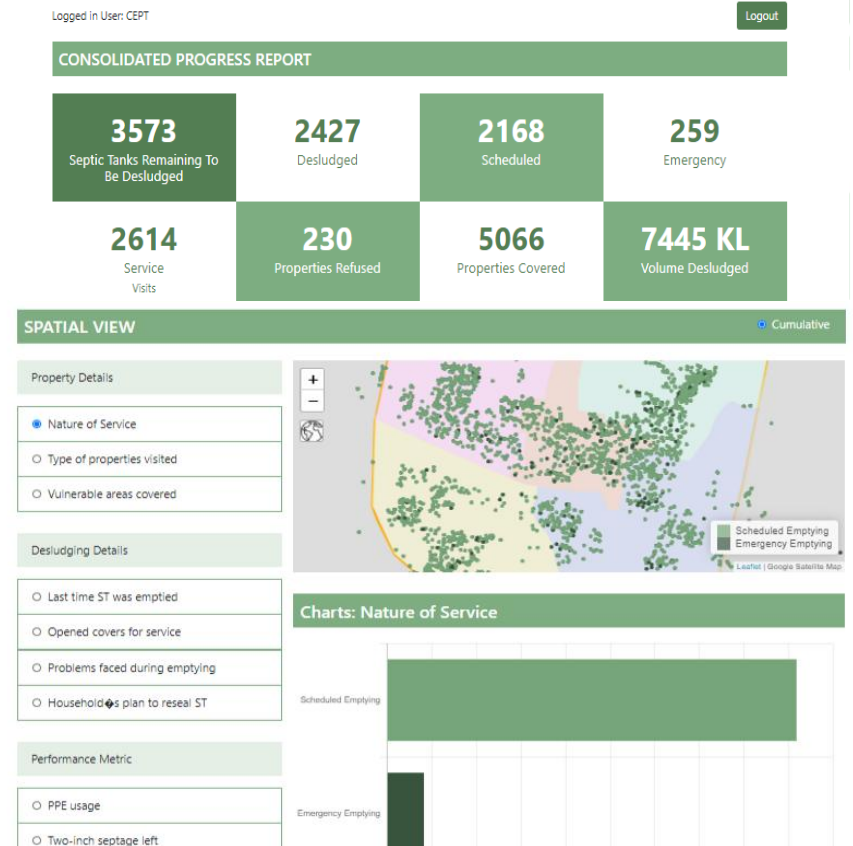 Logged in User: CEPT
Logout
CONSOLIDATED PROGRESS REPORT
3573
Septic Tanks Remaining To
Be Desludged
2427
Desludged
2168
Scheduled
259
Emergency
2614
Service
Visits
230
Properties Refused
5066
Properties Covered
7445 KL
Volume Desludged
SPATIAL VIEW
Cumulative
Property Details
Nature of Service
Type of properties visited
Vulnerable areas covered
Desludging Details
Last time ST was emptied
Opened covers for service
Problems faced during emptying
Household�s plan to reseal ST
Performance Metric
PPE usage
Two-inch septage left
+
−
Scheduled Emptying
Emergency Emptying
Leaflet | Google Satellite Map
Charts: Nature of Service
Scheduled Emptying
Emergency Emptying